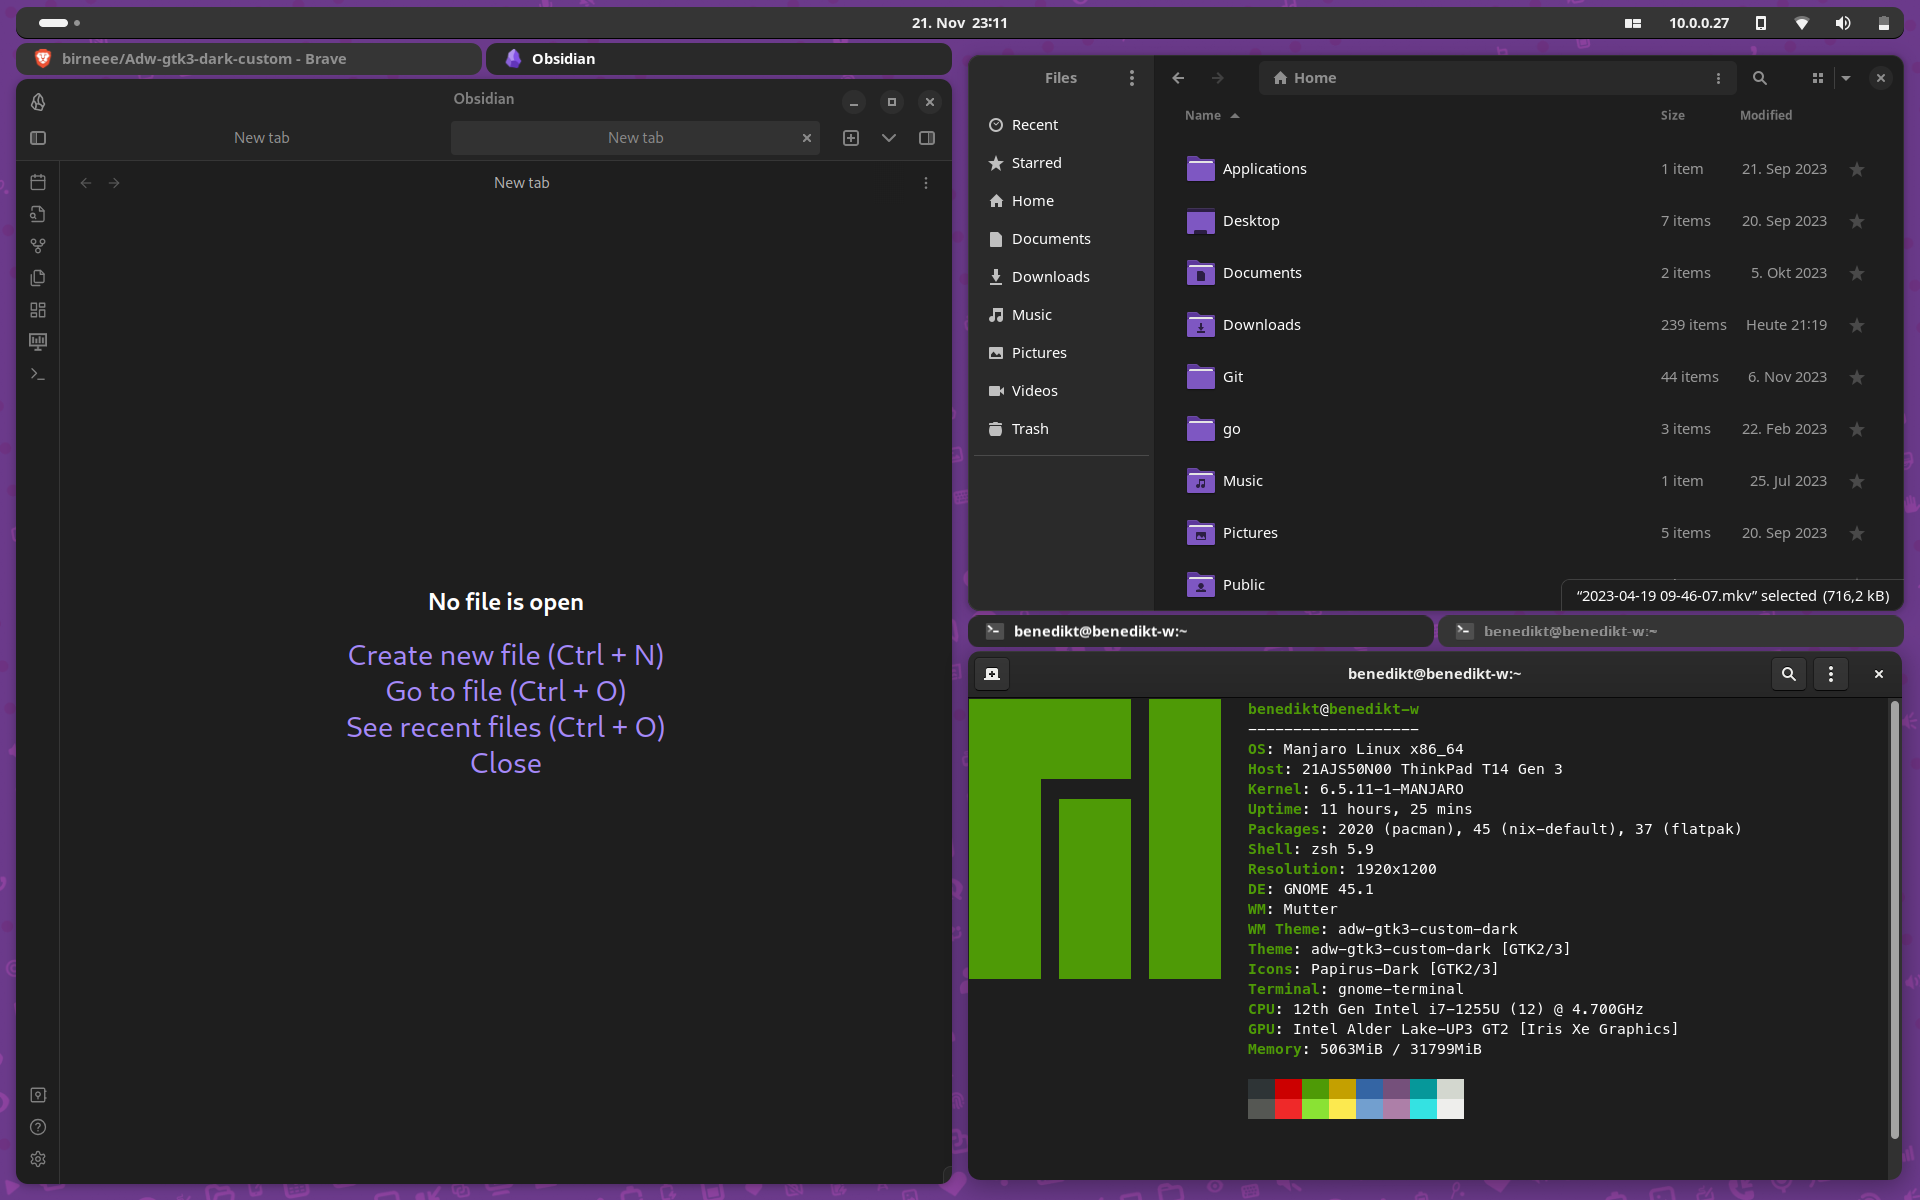 21. Nov 23:11
10.0.0.27
birneee/Adw-gtk3-dark-custom - Brave
Obsidian
Obsidian
New tab
New tab
New tab
No file is open
Create new file (Ctrl + N)
Go to file (Ctrl + O)
See recent files (Ctrl + O)
Close
Files
Recent
Starred
Home
Documents
Downloads
Music
Pictures
Videos
Trash
Home
Name Size Modified
Applications 1 item 21. Sep 2023
Desktop 7 items 20. Sep 2023
Documents 2 items 5. Okt 2023
Downloads 239 items Heute 21:19
Git 44 items 6. Nov 2023
go 3 items 22. Feb 2023
Music 1 item 25. Jul 2023
Pictures 5 items 20. Sep 2023
Public
“2023-04-19 09-46-07.mkv” selected (716,2 kB)
benedikt@benedikt-w:~
benedikt@benedikt-w:~
benedikt@benedikt-w:~
benedikt@benedikt-w
-------------------
OS: Manjaro Linux x86_64
Host: 21AJS50N00 ThinkPad T14 Gen 3
Kernel: 6.5.11-1-MANJARO
Uptime: 11 hours, 25 mins
Packages: 2020 (pacman), 45 (nix-default), 37 (flatpak)
Shell: zsh 5.9
Resolution: 1920x1200
DE: GNOME 45.1
WM: Mutter
WM Theme: adw-gtk3-custom-dark
Theme: adw-gtk3-custom-dark [GTK2/3]
Icons: Papirus-Dark [GTK2/3]
Terminal: gnome-terminal
CPU: 12th Gen Intel i7-1255U (12) @ 4.700GHz
GPU: Intel Alder Lake-UP3 GT2 [Iris Xe Graphics]
Memory: 5063MiB / 31799MiB